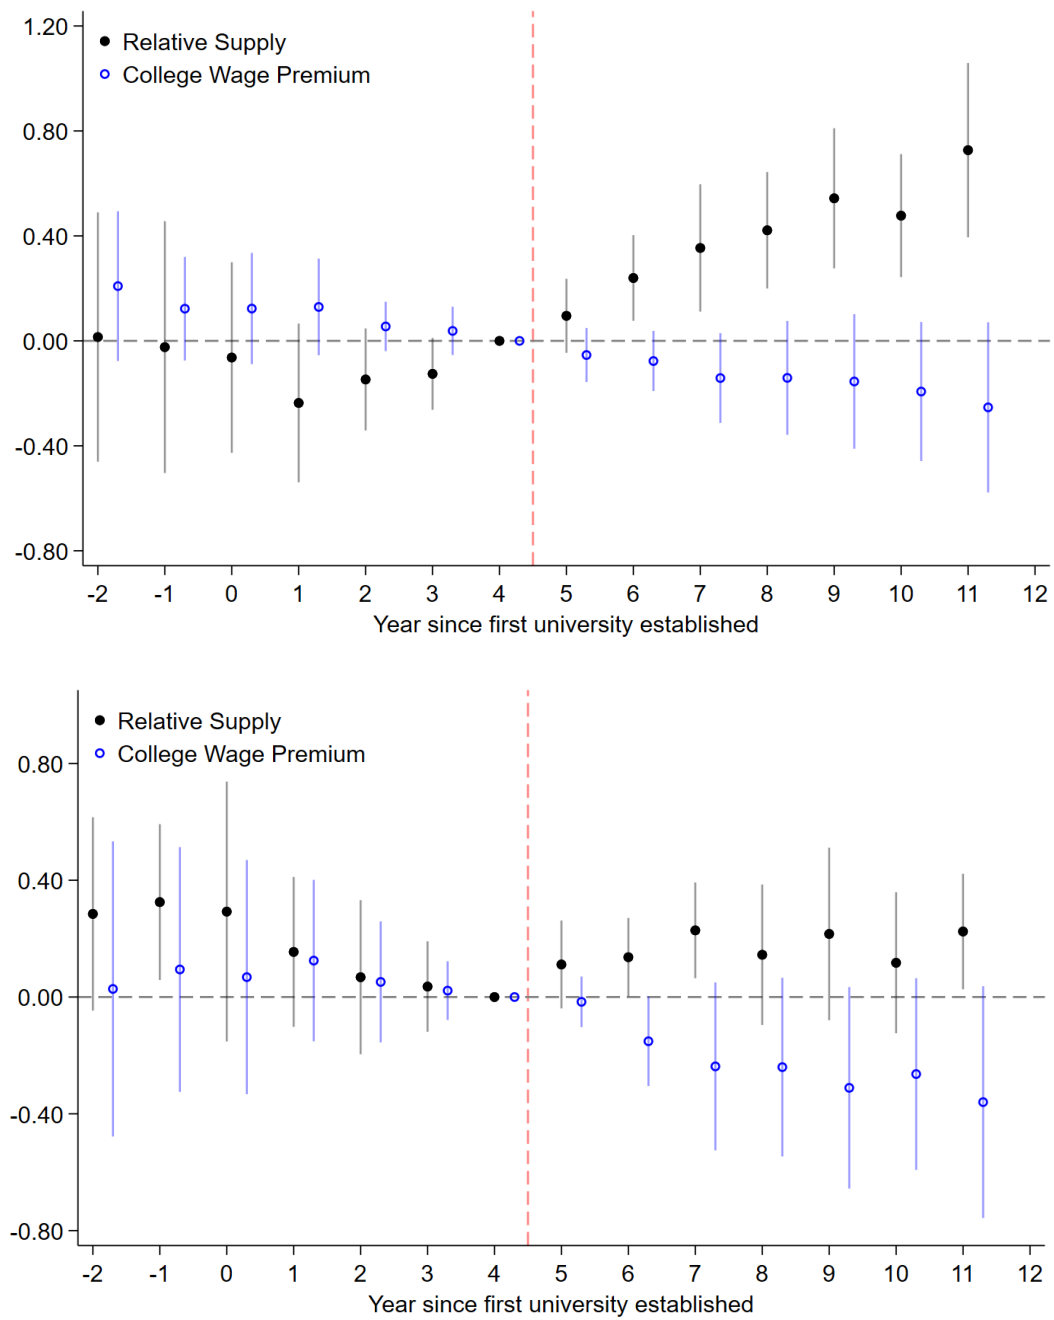 1.20
Relative Supply
College Wage Premium
0.80
0.40
0.00
-0.40
-0.80
-2 -1 0 1 2 3 4 5 6 7 8 9 10 11 12
Year since first university established
Relative Supply
College Wage Premium
0.80
0.40
0.00
-0.40
-0.80
-2 -1 0 1 2 3 4 5 6 7 8 9 10 11 12
Year since first university established